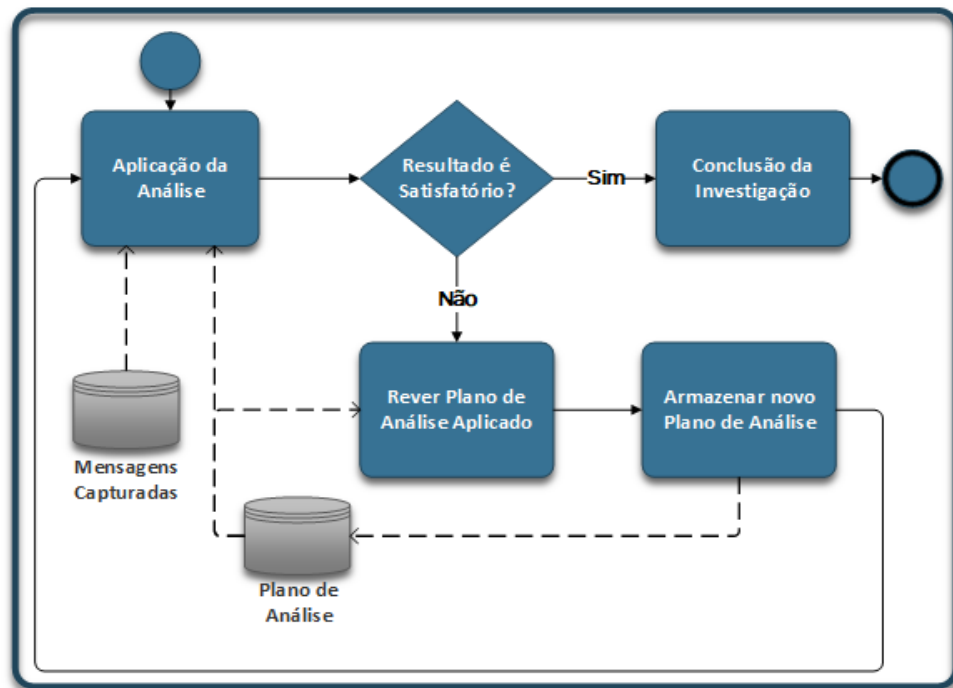 Aplicação da
Análise
Resultado é
Satisfatório?
Sim
Conclusão da
Investigação
Não
Rever Plano de
Análise Aplicado
Armazenar novo
Plano de Análise
Mensagens
Capturadas
Plano de
Análise